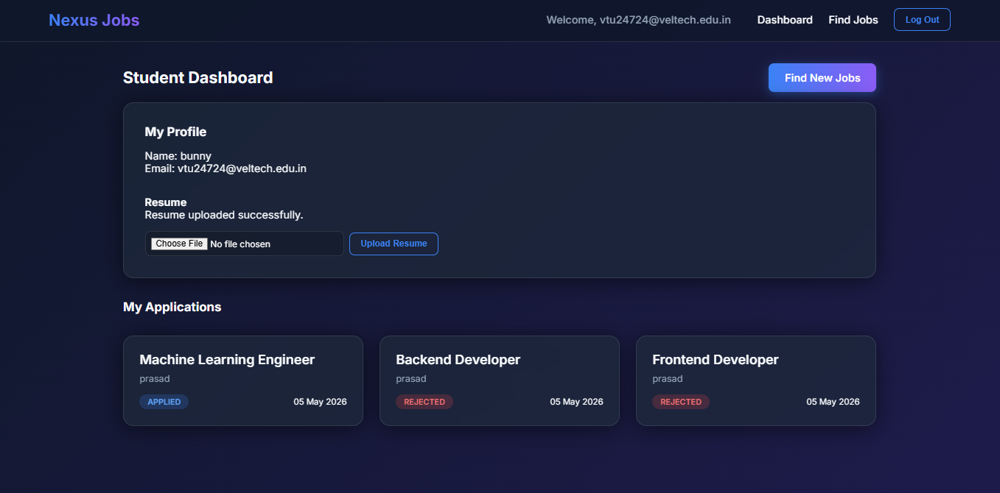 Nexus Jobs
Welcome, vtu24724@veltech.edu.in
Dashboard
Find Jobs
Log Out
Student Dashboard
Find New Jobs
My Profile
Name: bunny
Email: vtu24724@veltech.edu.in
Resume
Resume uploaded successfully.
Choose File No file chosen
Upload Resume
My Applications
Machine Learning Engineer
prasad
APPLIED
05 May 2026
Backend Developer
prasad
REJECTED
05 May 2026
Frontend Developer
prasad
REJECTED
05 May 2026